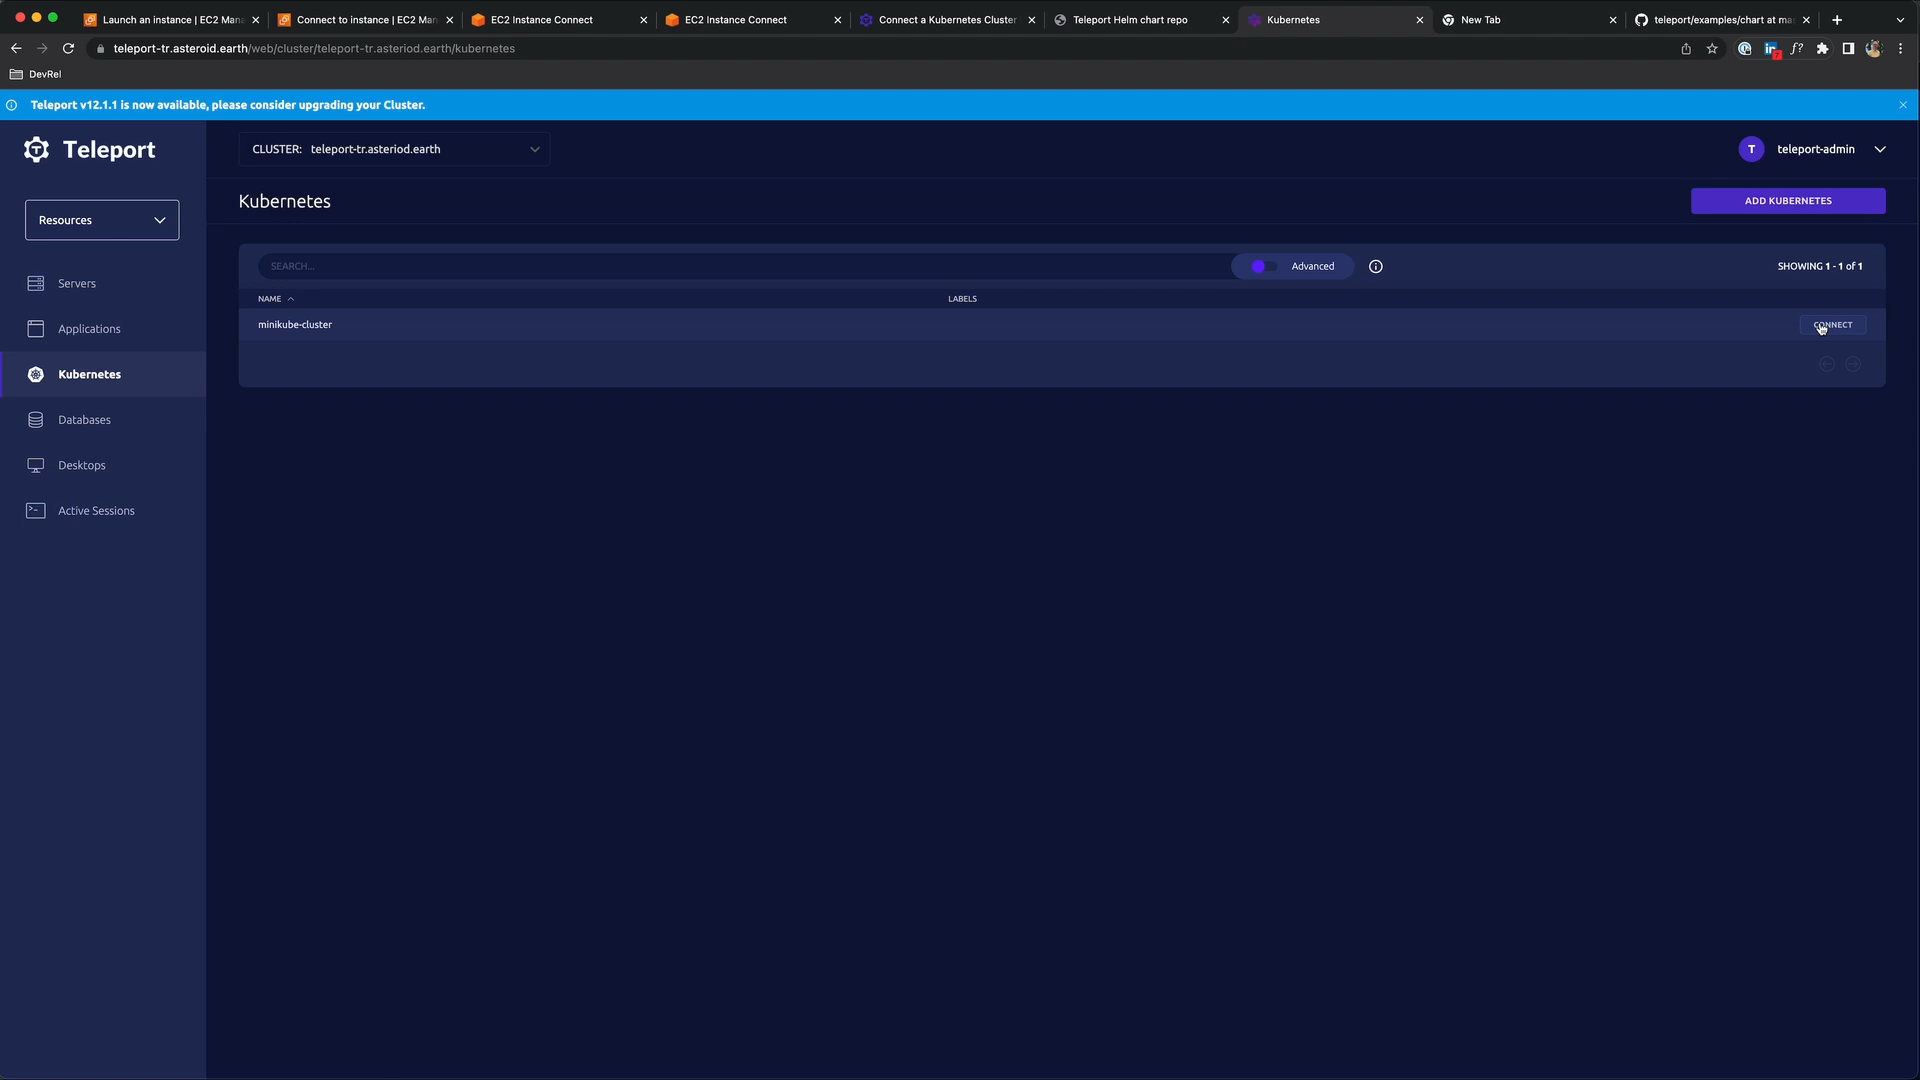 Launch an instance | EC2 Mana
Connect to instance | EC2 Man
EC2 Instance Connect
EC2 Instance Connect
Connect a Kubernetes Cluster
Teleport Helm chart repo
Kubernetes
New Tab
teleport/examples/chart at ma
teleport-tr.asteroid.earth/web/cluster/teleport-tr.asteriod.earth/kubernetes
DevRel
Teleport v12.1.1 is now available, please consider upgrading your Cluster.
Teleport
CLUSTER: teleport-tr.asteriod.earth
T teleport-admin
Resources
Kubernetes
ADD KUBERNETES
SEARCH...
Advanced
SHOWING 1 - 1 of 1
NAME
LABELS
minikube-cluster
CONNECT
Servers
Applications
Kubernetes
Databases
Desktops
Active Sessions